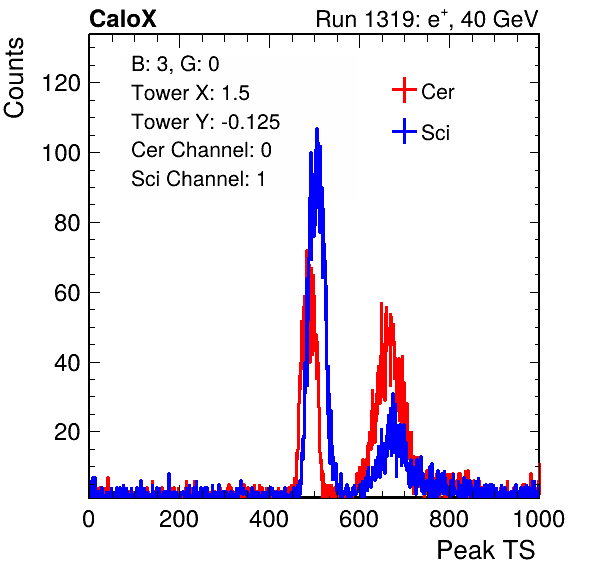 CaloX
Run 1319: e+, 40 GeV
Counts
B: 3, G: 0
Tower X: 1.5
Tower Y: -0.125
Cer Channel: 0
Sci Channel: 1
Cer
Sci
120
100
80
60
40
20
0 200 400 600 800 1000
Peak TS